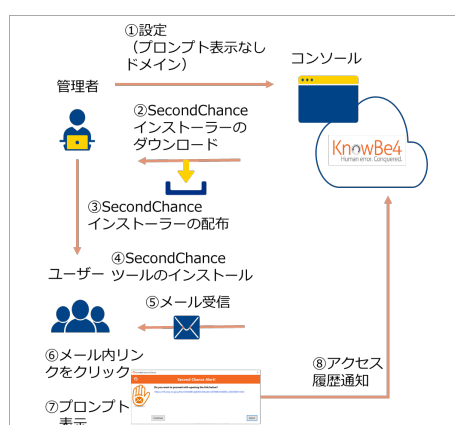 ①設定
（プロンプト表示なし
ドメイン）
コンソール
管理者
②SecondChance
インストーラーの
ダウンロード
KnowBe4
Human error. Conquered.
③SecondChance
インストーラーの配布
④SecondChance
ツールのインストール
ユーザー
⑤メール受信
⑥メール内リン
クをクリック
⑧アクセス
履歴通知
Second Chance Alert!
⑦プロンプト
表示